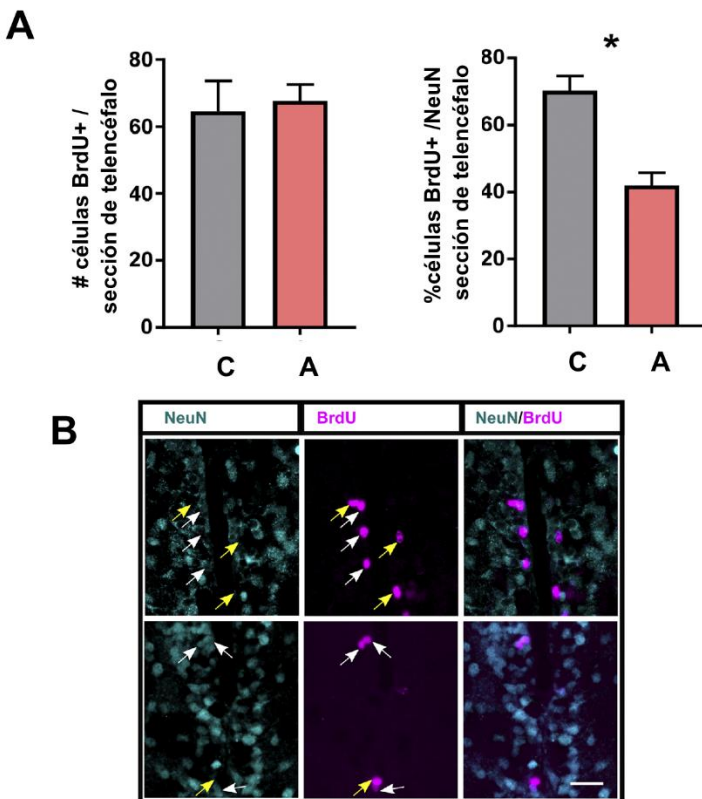 A
# células BrdU+ /
sección de telencéfalo
80
60
40
20
0
C
A
%células BrdU+ /NeuN
sección de telencéfalo
*
80
60
40
20
0
C
A
B
NeuN
BrdU
NeuN/BrdU